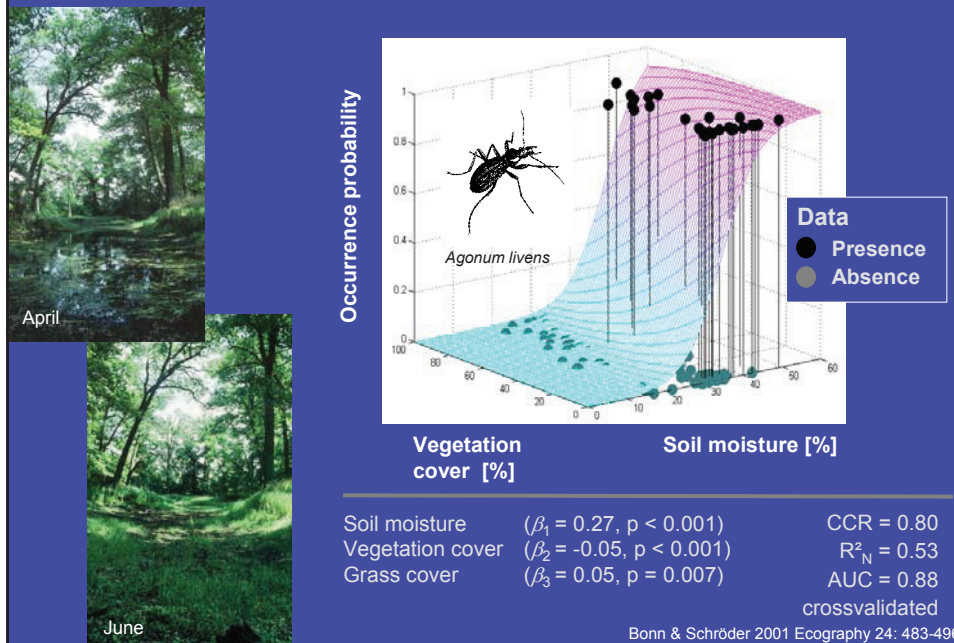 April
June
Occurrence probability
1
0.8
0.6
0.4
0.2
0
100
80
60
40
20
0
0
10
20
30
40
50
60
Agonum livens
Data
Presence
Absence
Vegetation
cover [%]
Soil moisture [%]
Soil moisture (β₁ = 0.27, p < 0.001) CCR = 0.80
Vegetation cover (β₂ = -0.05, p < 0.001) R²N = 0.53
Grass cover (β₃ = 0.05, p = 0.007) AUC = 0.88
crossvalidated
Bonn & Schröder 2001 Ecography 24: 483-496